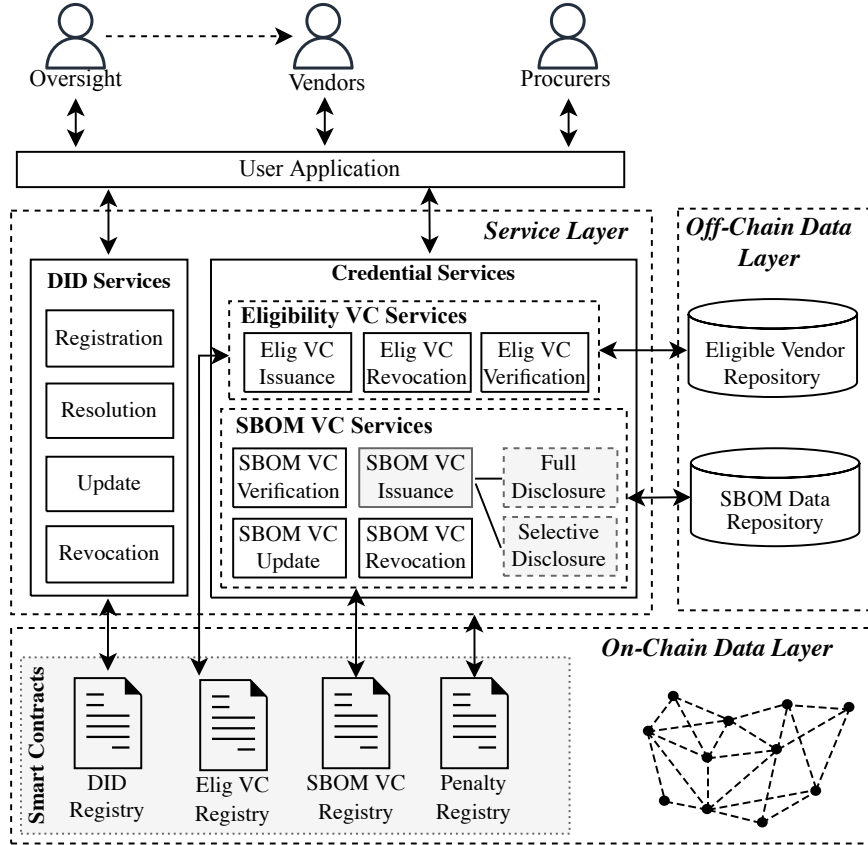 Oversight
Vendors
Procurers
User Application
Service Layer
Off-Chain Data
Layer
DID Services
Registration
Resolution
Update
Revocation
Credential Services
Eligibility VC Services
Elig VC
Issuance
Elig VC
Revocation
Elig VC
Verification
SBOM VC Services
SBOM VC
Verification
SBOM VC
Issuance
Full
Disclosure
SBOM VC
Update
SBOM VC
Revocation
Selective
Disclosure
Eligible Vendor
Repository
SBOM Data
Repository
On-Chain Data Layer
Smart Contracts
DID
Registry
Elig VC
Registry
SBOM VC
Registry
Penalty
Registry